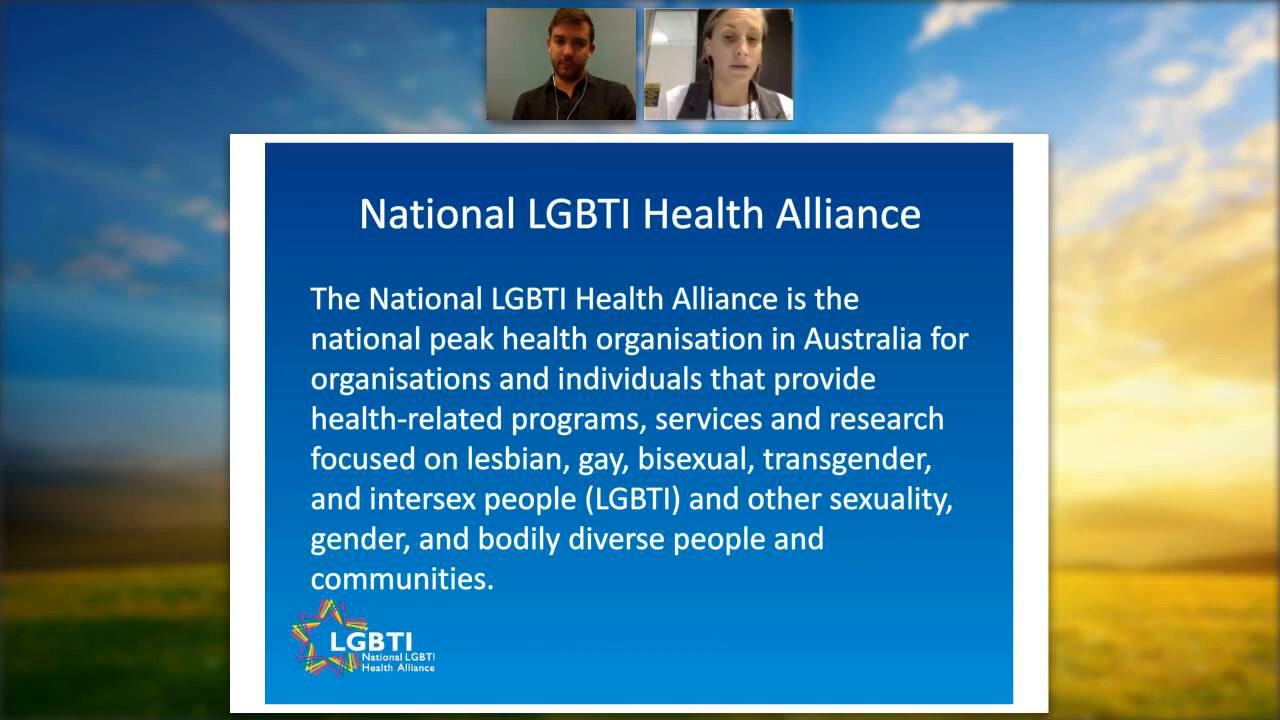 National LGBTI Health Alliance
The National LGBTI Health Alliance is the
national peak health organisation in Australia for
organisations and individuals that provide
health-related programs, services and research
focused on lesbian, gay, bisexual, transgender,
and intersex people (LGBTI) and other sexuality,
gender, and bodily diverse people and
communities.
LGBTI
National LGBTI
Health Alliance